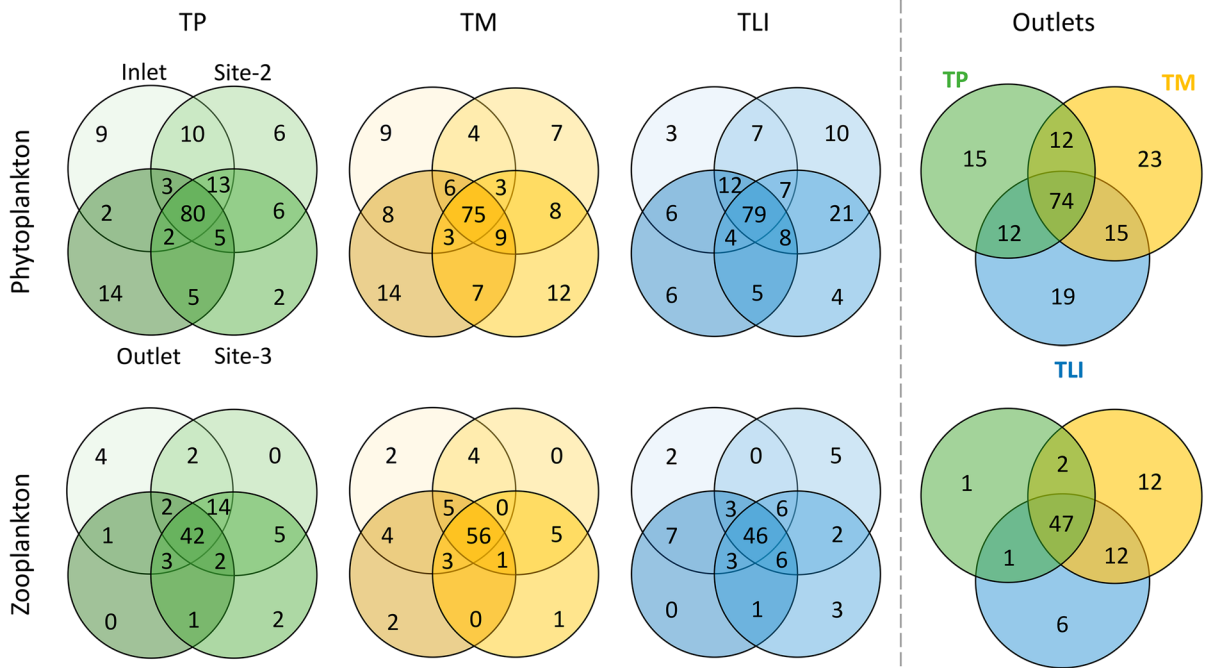 TP TM TLI Outlets
Inlet Site-2 TP TM
Phytoplankton
9 10 6 9 4 7 3 7 10 15 12 23
3 13 6 3 12 7
2 80 6 8 75 8 6 79 21 74
2 5 3 9 4 8 12 15
14 5 2 14 7 12 6 5 4 19
Outlet Site-3 TLI
Zooplankton
4 2 0 2 4 0 2 0 5 1 2 12
2 14 5 0 3 6
1 42 5 4 56 5 7 46 2 47
3 2 3 1 3 6 1 12
0 1 2 2 0 1 0 1 3 6